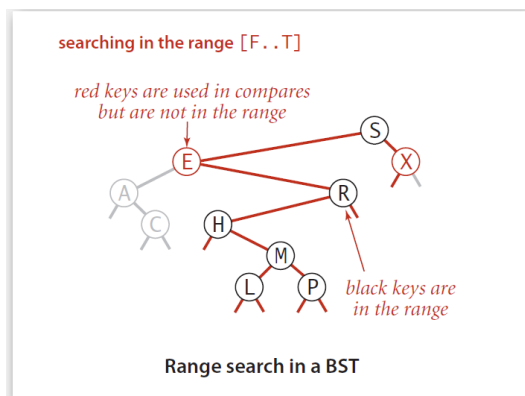 searching in the range [F..T]
red keys are used in compares
but are not in the range
S
E
X
A
R
C
H
M
L
P
black keys are
in the range
Range search in a BST